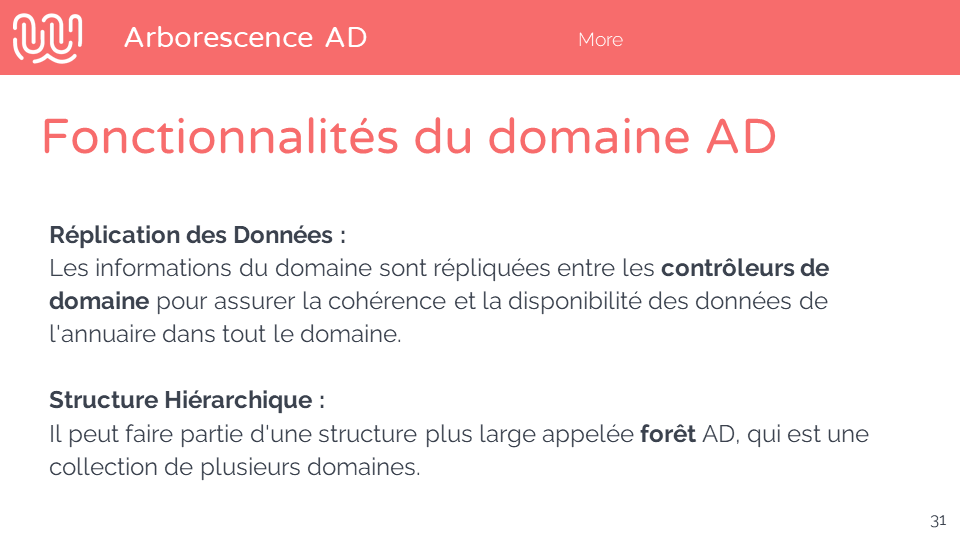 Arborescence AD
More
Fonctionnalités du domaine AD
Réplication des Données :
Les informations du domaine sont répliquées entre les contrôleurs de
domaine pour assurer la cohérence et la disponibilité des données de
l'annuaire dans tout le domaine.
Structure Hiérarchique :
Il peut faire partie d'une structure plus large appelée forêt AD, qui est une
collection de plusieurs domaines.
31